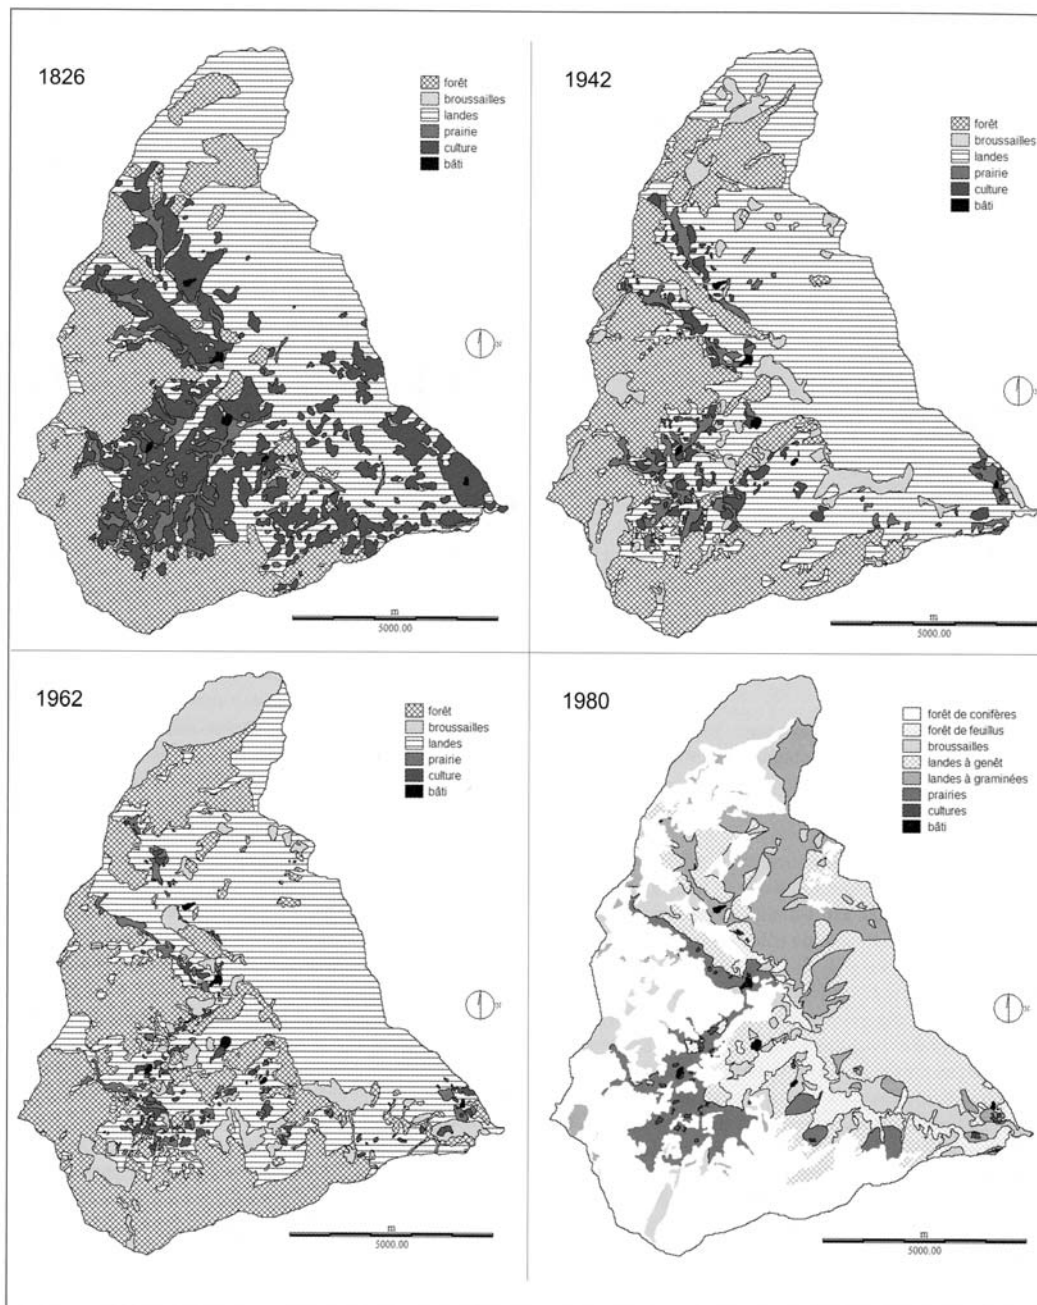 1826
forêt
broussailles
landes
prairie
culture
bâti
m
5000.00
1942
forêt
broussailles
landes
prairie
culture
bâti
m
5000.00
1962
forêt
broussailles
landes
prairie
culture
bâti
m
5000.00
1980
forêt de conifères
forêt de feuillus
broussailles
landes à genêt
landes à graminées
prairies
cultures
bâti
m
5000.00